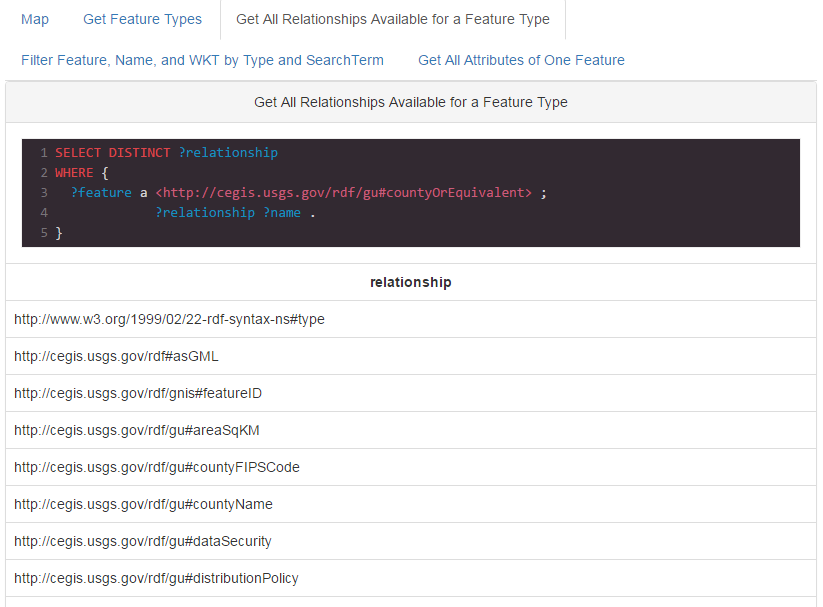 Map Get Feature Types Get All Relationships Available for a Feature Type
Filter Feature, Name, and WKT by Type and SearchTerm Get All Attributes of One Feature
Get All Relationships Available for a Feature Type
1 SELECT DISTINCT ?relationship
2 WHERE {
3 ?feature a <http://cegis.usgs.gov/rdf/gu#countyOrEquivalent> ;
4 ?relationship ?name .
5 }
relationship
http://www.w3.org/1999/02/22-rdf-syntax-ns#type
http://cegis.usgs.gov/rdf#asGML
http://cegis.usgs.gov/rdf/gnis#featureID
http://cegis.usgs.gov/rdf/gu#areaSqKM
http://cegis.usgs.gov/rdf/gu#countyFIPSCode
http://cegis.usgs.gov/rdf/gu#countyName
http://cegis.usgs.gov/rdf/gu#dataSecurity
http://cegis.usgs.gov/rdf/gu#distributionPolicy